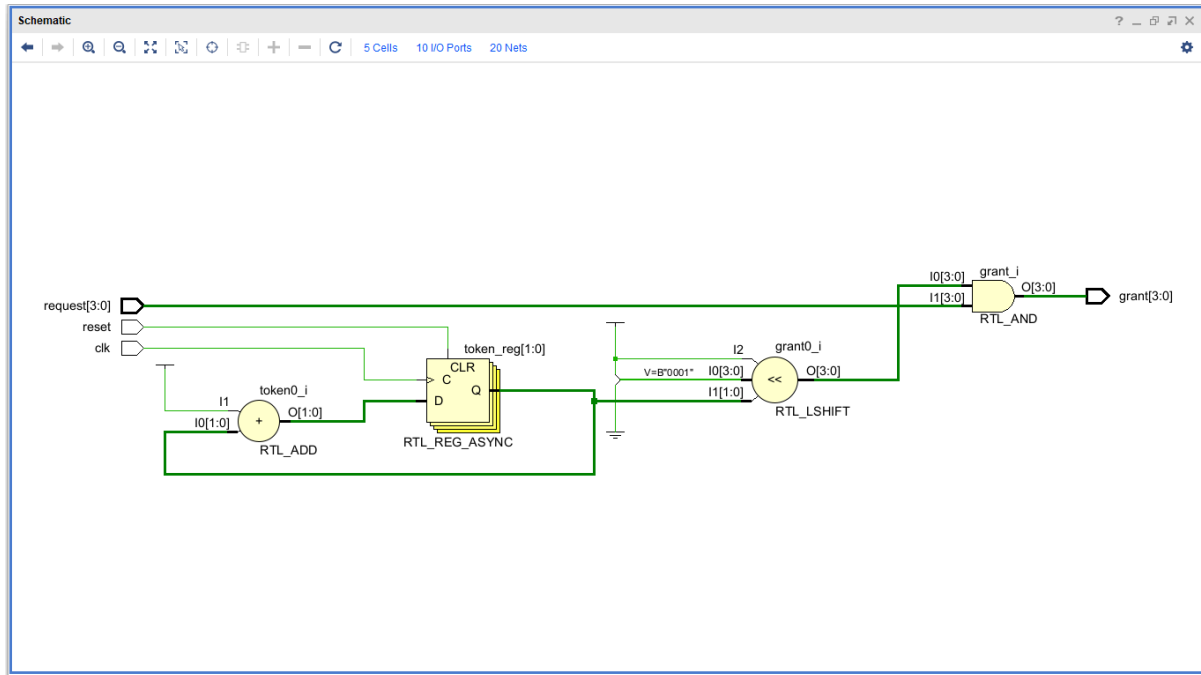 Schematic
5 Cells 10 I/O Ports 20 Nets
request[3:0]
reset
clk
I1
I0[1:0]
token0_i
+
O[1:0]
RTL_ADD
token_reg[1:0]
CLR
C
D
Q
RTL_REG_ASYNC
V=B"0001"
I2
I0[3:0]
I1[1:0]
grant0_i
<<
O[3:0]
RTL_LSHIFT
I0[3:0]
I1[3:0]
grant_i
O[3:0]
RTL_AND
grant[3:0]